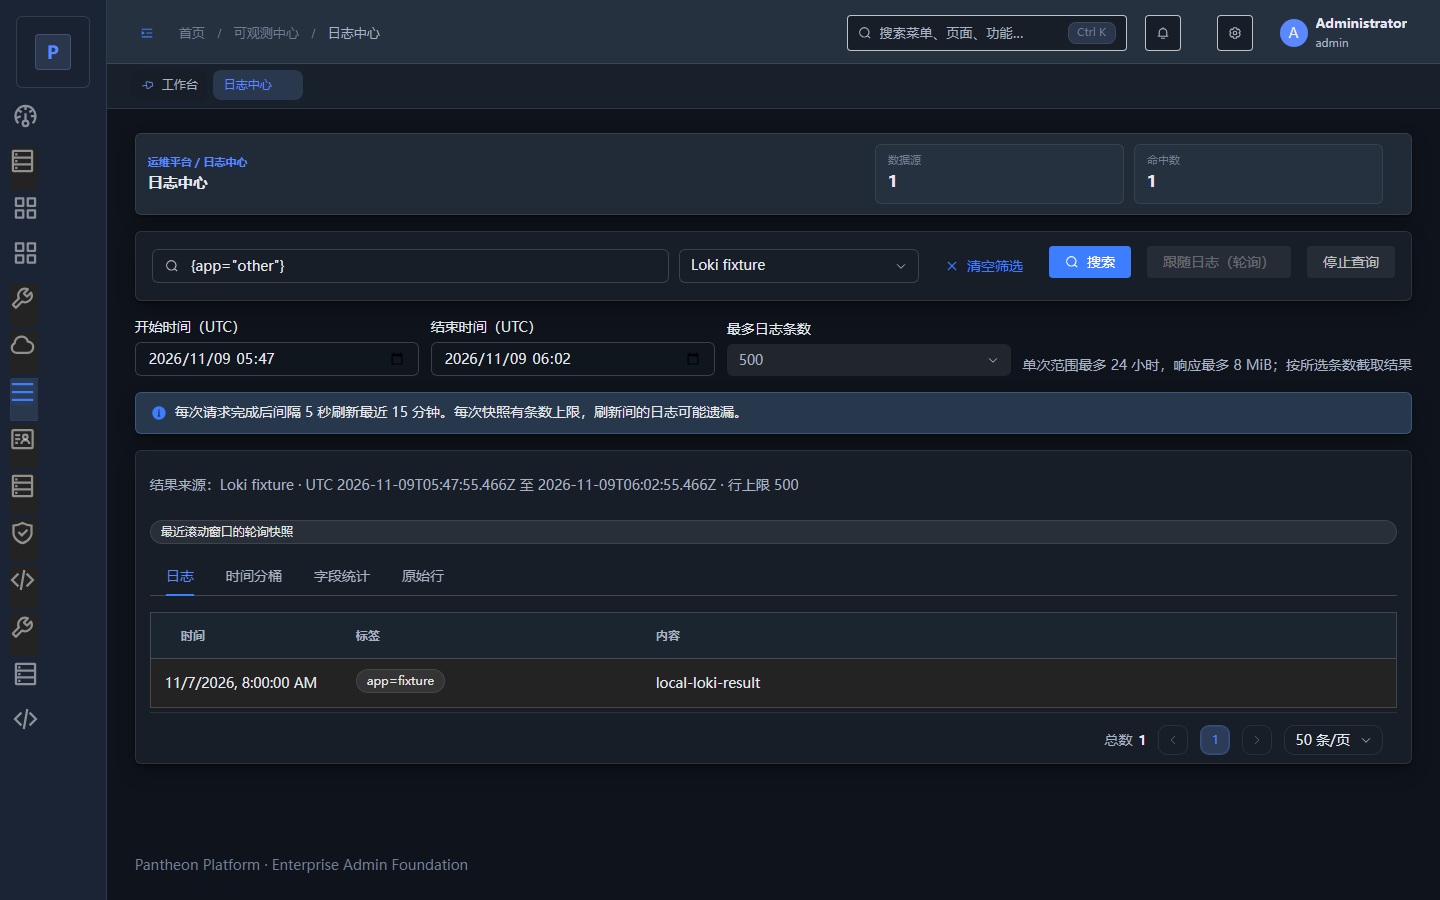 P
首页 / 可观测中心 / 日志中心
搜索菜单、页面、功能... Ctrl K
A
Administrator
admin
工作台
日志中心
运维平台 / 日志中心
日志中心
数据源
1
命中数
1
{app="other"}
Loki fixture
清空筛选
搜索
跟随日志（轮询）
停止查询
开始时间（UTC）
2026/11/09 05:47
结束时间（UTC）
2026/11/09 06:02
最多日志条数
500
单次范围最多 24 小时，响应最多 8 MiB；按所选条数截取结果
每次请求完成后间隔 5 秒刷新最近 15 分钟。每次快照有条数上限，刷新间的日志可能遗漏。
结果来源：Loki fixture · UTC 2026-11-09T05:47:55.466Z 至 2026-11-09T06:02:55.466Z · 行上限 500
最近滚动窗口的轮询快照
日志 时间分桶 字段统计 原始行
时间 标签 内容
11/7/2026, 8:00:00 AM app=fixture local-loki-result
总数 1
1
50 条/页
Pantheon Platform · Enterprise Admin Foundation